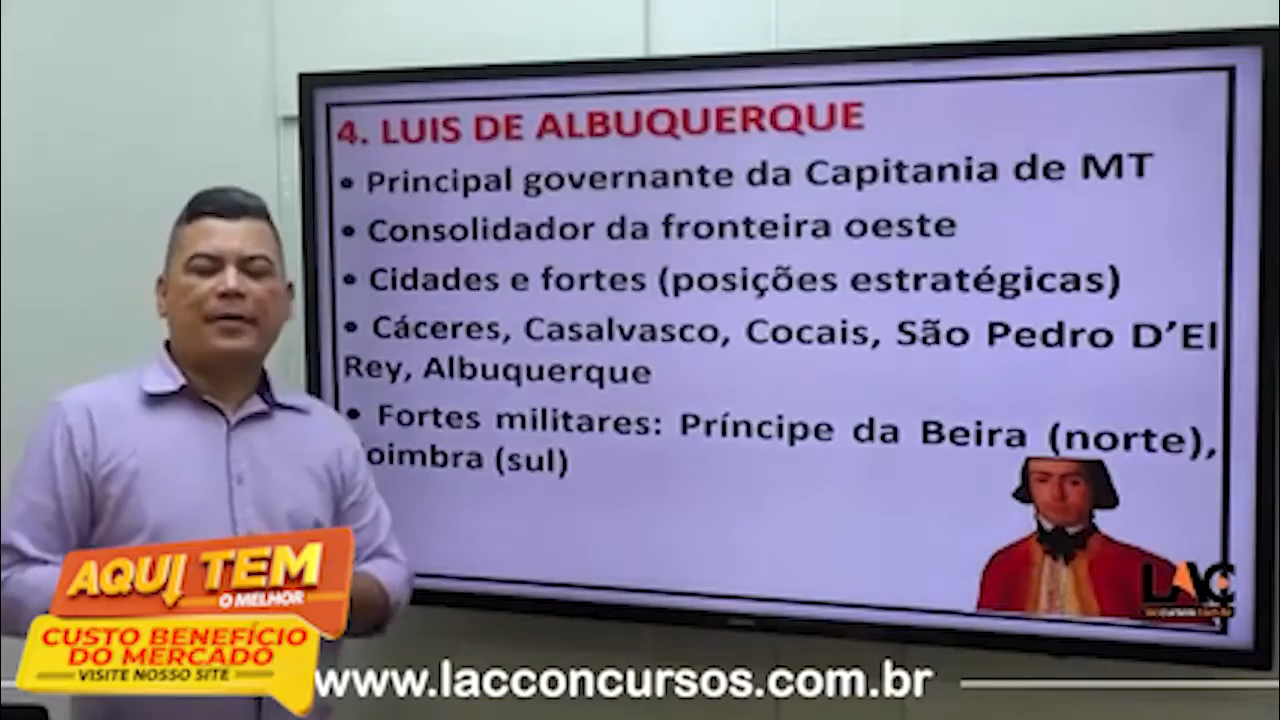 4. LUIS DE ALBUQUERQUE
• Principal governante da Capitania de MT
• Consolidador da fronteira oeste
• Cidades e fortes (posições estratégicas)
• Cáceres, Casalvasco, Cocais, São Pedro D’El
Rey, Albuquerque
• Fortes militares: Príncipe da Beira (norte),
oimbra (sul)
LAC
AQUI TEM
O MELHOR
CUSTO BENEFÍCIO
DO MERCADO
VISITE NOSSO SITE
www.lacconcursos.com.br